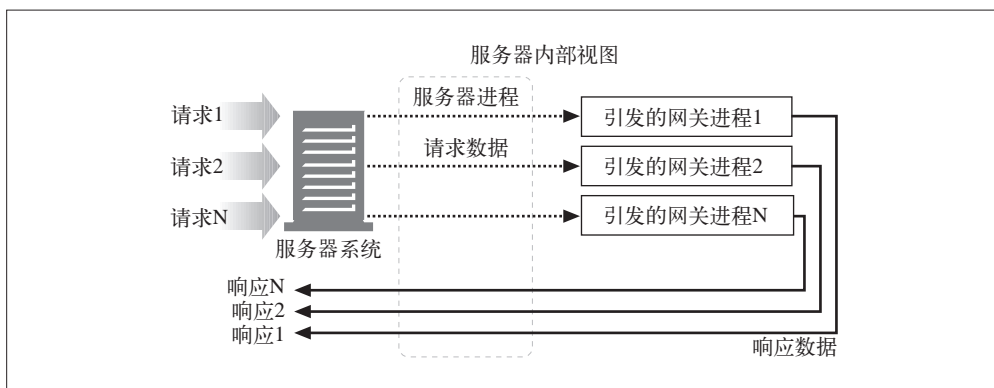 服务器内部视图
服务器进程
请求1
引发的网关进程1
请求数据
请求2
引发的网关进程2
请求N
引发的网关进程N
服务器系统
响应N
响应2
响应1
响应数据